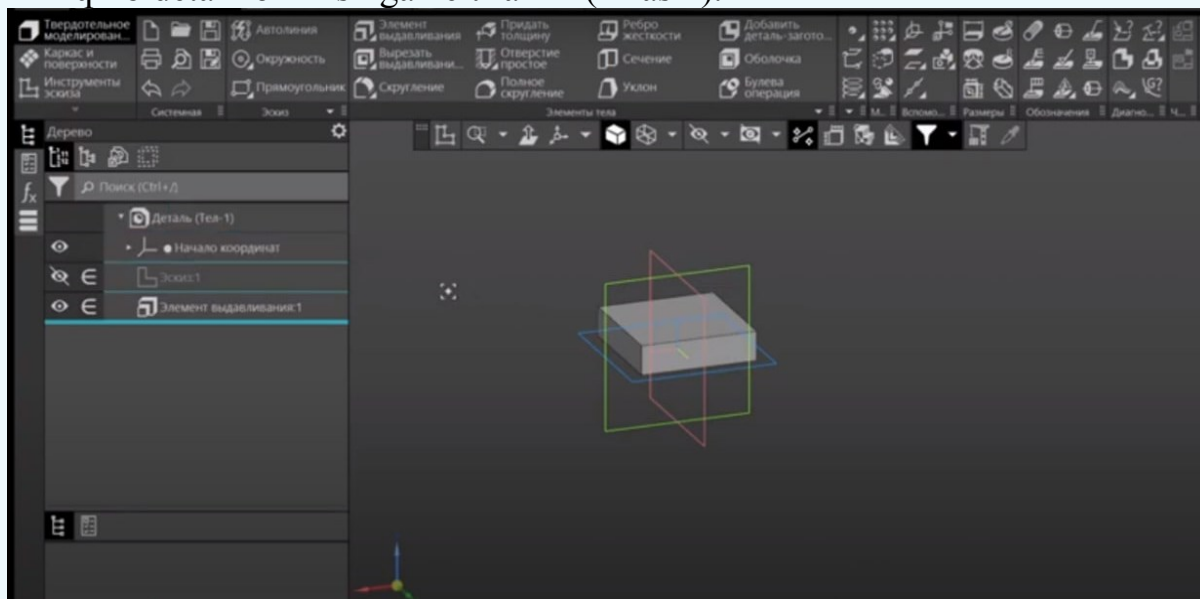 Твердотельное
моделирован...
Каркас и
поверхности
Инструменты
эскиза
Системная
Автолиния
Окружность
Прямоугольник
Эскиз
Элемент
выдавливания
Вырезать
выдавливани...
Скругление
Придать
толщину
Отверстие
простое
Полное
скругление
Ребро
жесткости
Сечение
Уклон
Добавить
деталь-загото...
Оболочка
Булева
операция
Элементы тела
М...
Вспомо...
Размеры
Обозначения
Диагно...
Ч...
Дерево
Поиск (Ctrl+/)
Деталь (Тел-1)
Начало координат
Эскиз:1
Элемент выдавливания:1